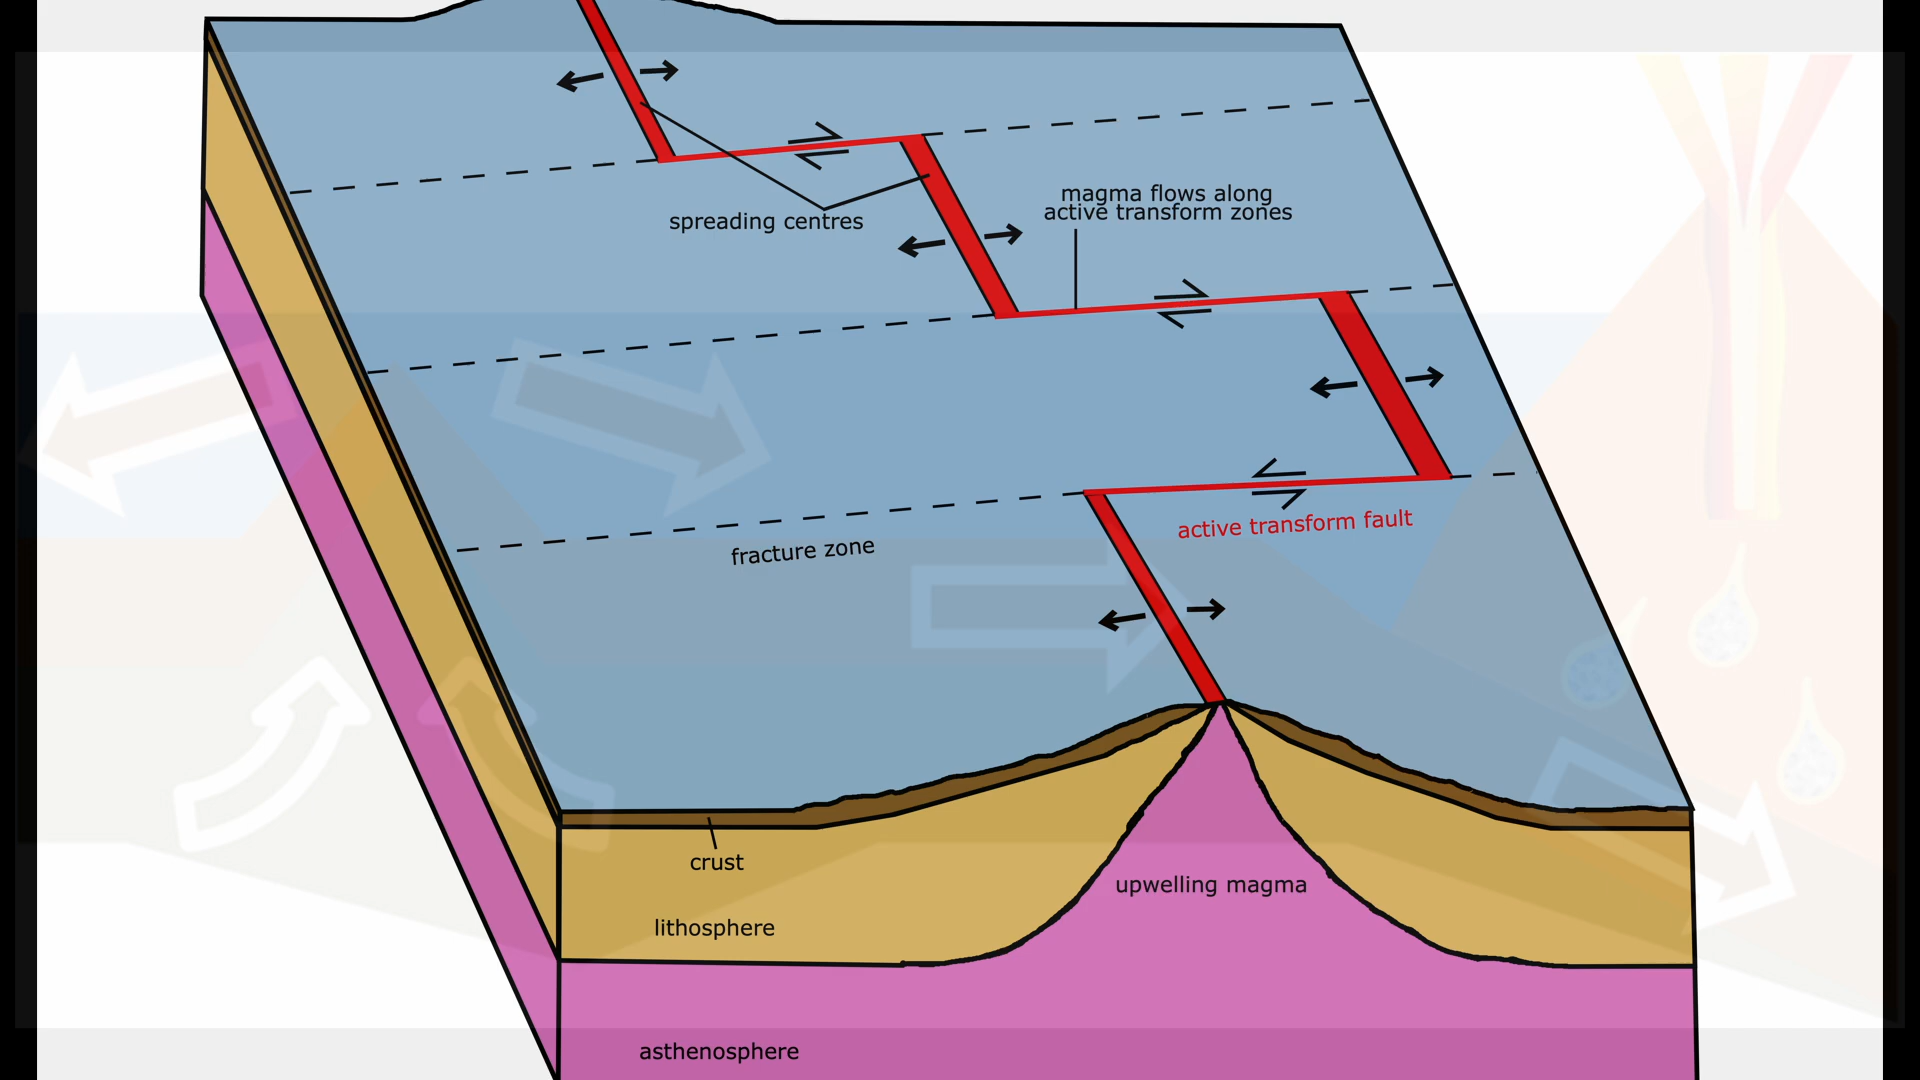 spreading centres
magma flows along
active transform zones
active transform fault
fracture zone
crust
upwelling magma
lithosphere
asthenosphere